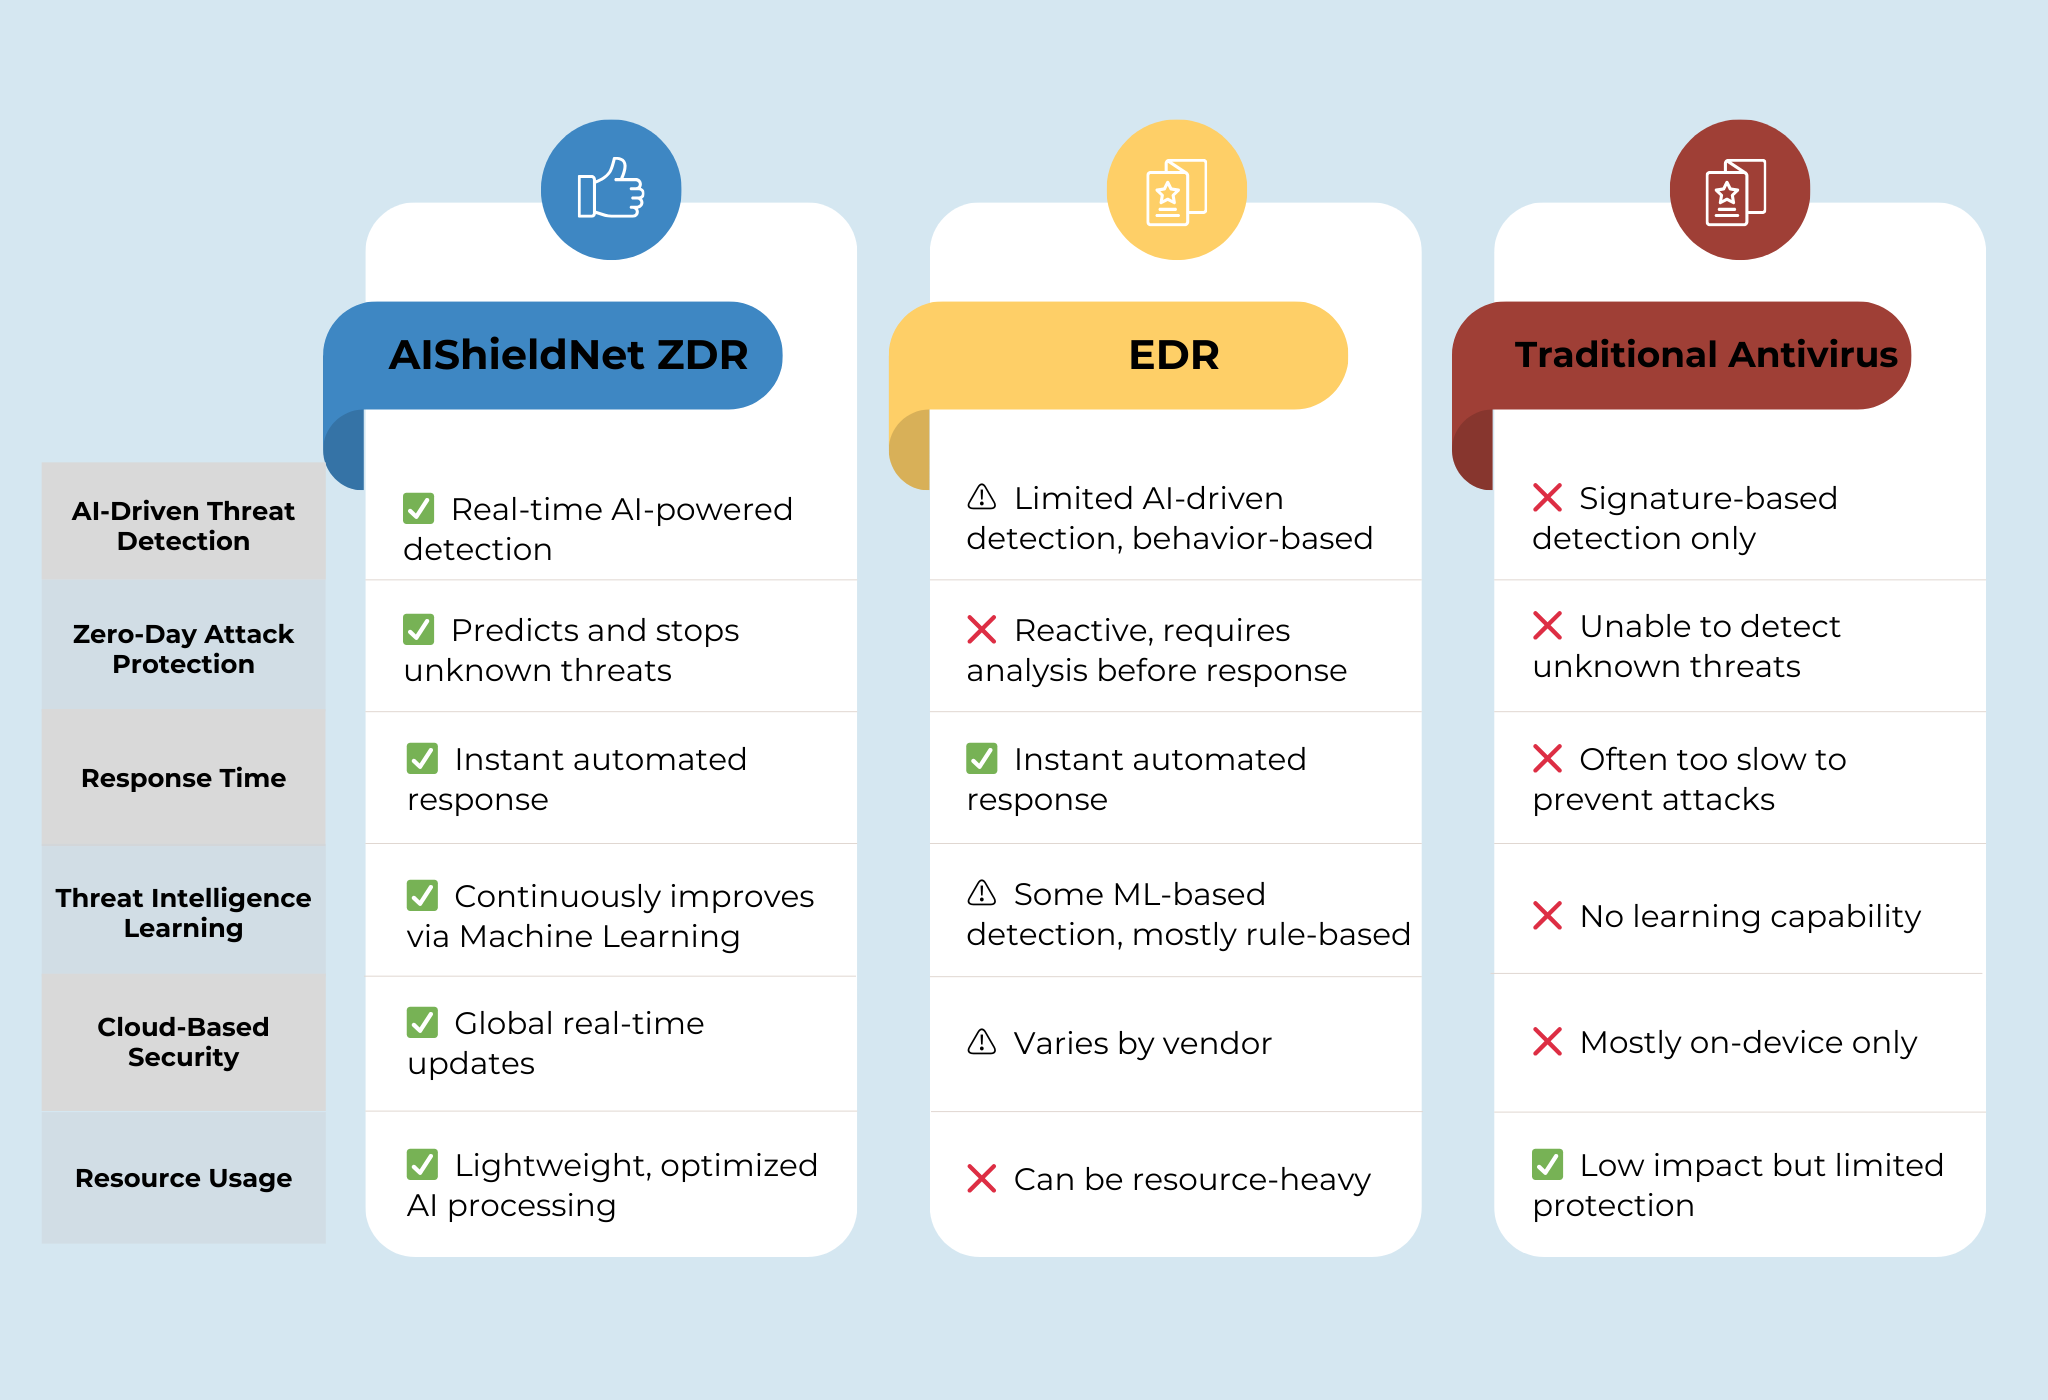 AIShieldNet ZDR
EDR
Traditional Antivirus
AI-Driven Threat
Detection
✅ Real-time AI-powered
detection
⚠ Limited AI-driven
detection, behavior-based
❌ Signature-based
detection only
Zero-Day Attack
Protection
✅ Predicts and stops
unknown threats
❌ Reactive, requires
analysis before response
❌ Unable to detect
unknown threats
Response Time
✅ Instant automated
response
✅ Instant automated
response
❌ Often too slow to
prevent attacks
Threat Intelligence
Learning
✅ Continuously improves
via Machine Learning
⚠ Some ML-based
detection, mostly rule-based
❌ No learning capability
Cloud-Based
Security
✅ Global real-time
updates
⚠ Varies by vendor
❌ Mostly on-device only
Resource Usage
✅ Lightweight, optimized
AI processing
❌ Can be resource-heavy
✅ Low impact but limited
protection